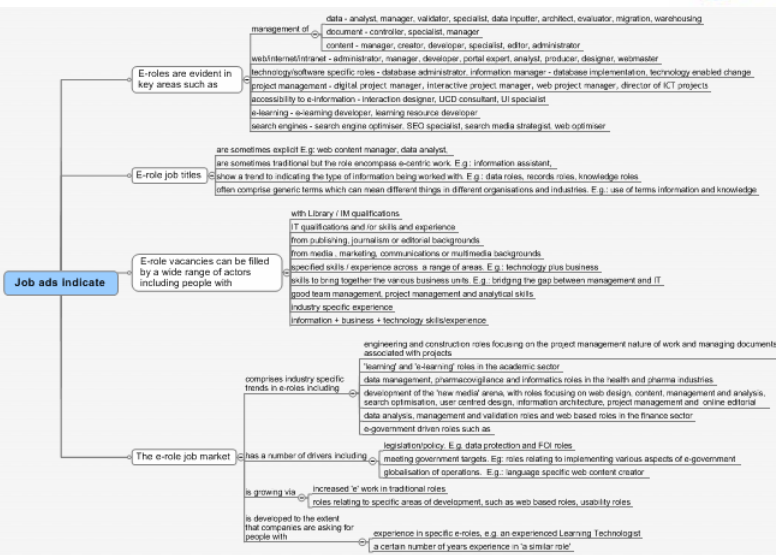 Job ads indicate
E-roles are evident in
key areas such as
management of
data - analyst, manager, validator, specialist, data inputter, architect, evaluator, migration, warehousing
document - controller, specialist, manager
content - manager, creator, developer, specialist, editor, administrator
web/internet/intranet - administrator, manager, developer, portal expert, analyst, producer, designer, webmaster
technology/software specific roles - database administrator, information manager - database implementation, technology enabled change
project management - digital project manager, interactive project manager, web project manager, director of ICT projects
accessibility to e-information - interaction designer, UCD consultant, UI specialist
e-learning - e-learning developer, learning resource developer
search engines - search engine optimiser, SEO specialist, search media strategist, web optimiser
E-role job titles
are sometimes explicit E.g: web content manager, data analyst,
are sometimes traditional but the role encompass e-centric work. E.g.: information assistant,
show a trend to indicating the type of information being worked with. E.g.: data roles, records roles, knowledge roles
often comprise generic terms which can mean different things in different organisations and industries. E.g.: use of terms information and knowledge
E-role vacancies can be filled
by a wide range of actors
including people with
with Library / IM qualifications
IT qualifications and /or skills and experience
from publishing, journalism or editorial backgrounds
from media , marketing, communications or multimedia backgrounds
specified skills / experience across a range of areas. E.g.: technology plus business
skills to bring together the various business units. E.g.: bridging the gap between management and IT
good team management, project management and analytical skills
industry specific experience
information + business + technology skills/experience
The e-role job market
comprises industry specific
trends in e-roles including
engineering and construction roles focusing on the project management nature of work and managing documents
associated with projects
'learning' and 'e-learning' roles in the academic sector
data management, pharmacovigilance and informatics roles in the health and pharma industries
development of the 'new media' arena, with roles focusing on web design, content, management and analysis,
search optimisation, user centred design, information architecture, project management and online editorial
data analysis, management and validation roles and web based roles in the finance sector
e-government driven roles such as
has a number of drivers including
legislation/policy. E.g. data protection and FOI roles
meeting government targets. Eg: roles relating to implementing various aspects of e-government
globalisation of operations. E.g.: language specific web content creator
is growing via
increased 'e' work in traditional roles
roles relating to specific areas of development, such as web based roles, usability roles
is developed to the extent
that companies are asking for
people with
experience in specific e-roles, e.g. an experienced Learning Technologist
a certain number of years experience in 'a similar role'